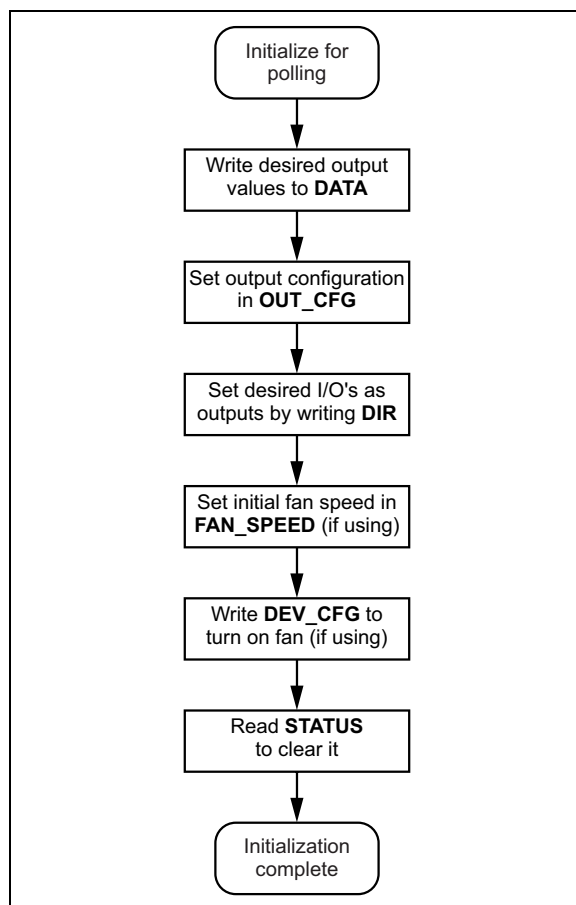 Initialize for
polling
Write desired output
values to DATA
Set output configuration
in OUT_CFG
Set desired I/O's as
outputs by writing DIR
Set initial fan speed in
FAN_SPEED (if using)
Write DEV_CFG to
turn on fan (if using)
Read STATUS
to clear it
Initialization
complete